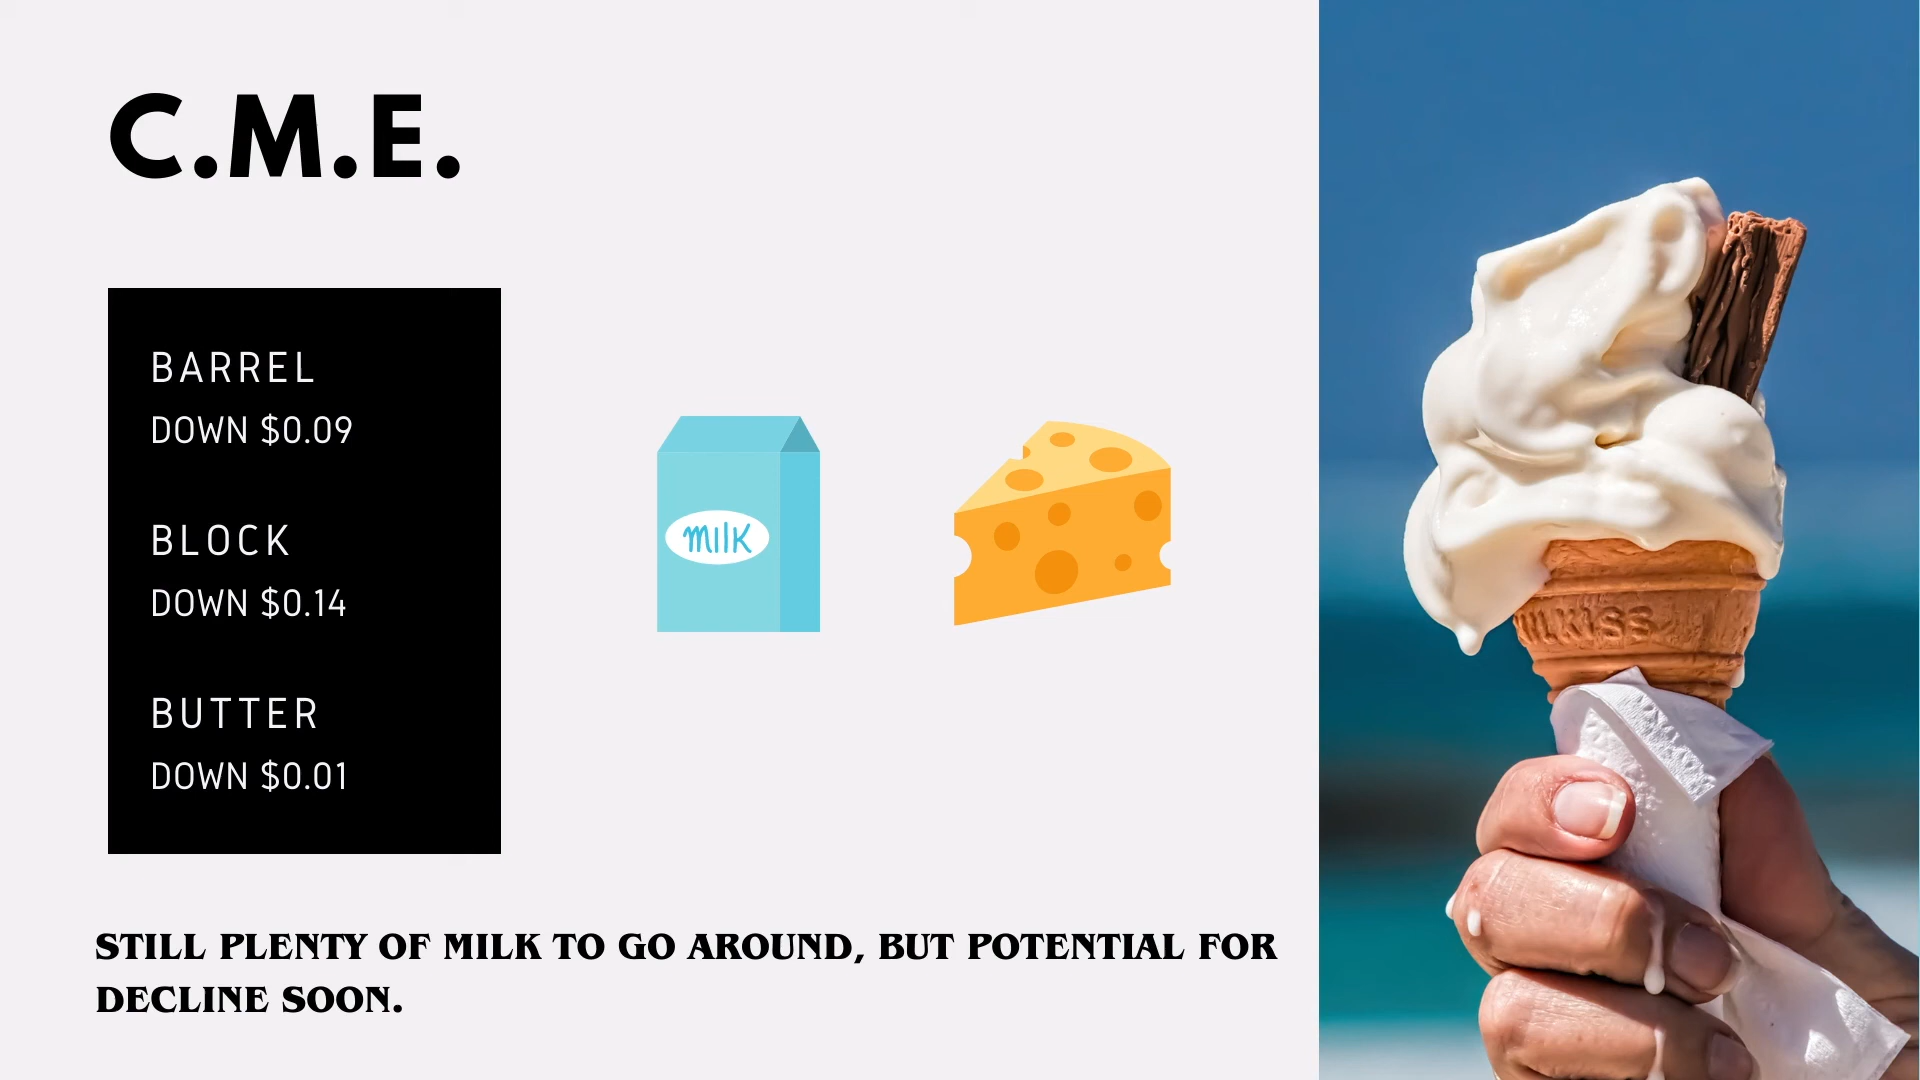 C.M.E.
BARREL
DOWN $0.09
BLOCK
DOWN $0.14
BUTTER
DOWN $0.01
milk
STILL PLENTY OF MILK TO GO AROUND, BUT POTENTIAL FOR
DECLINE SOON.